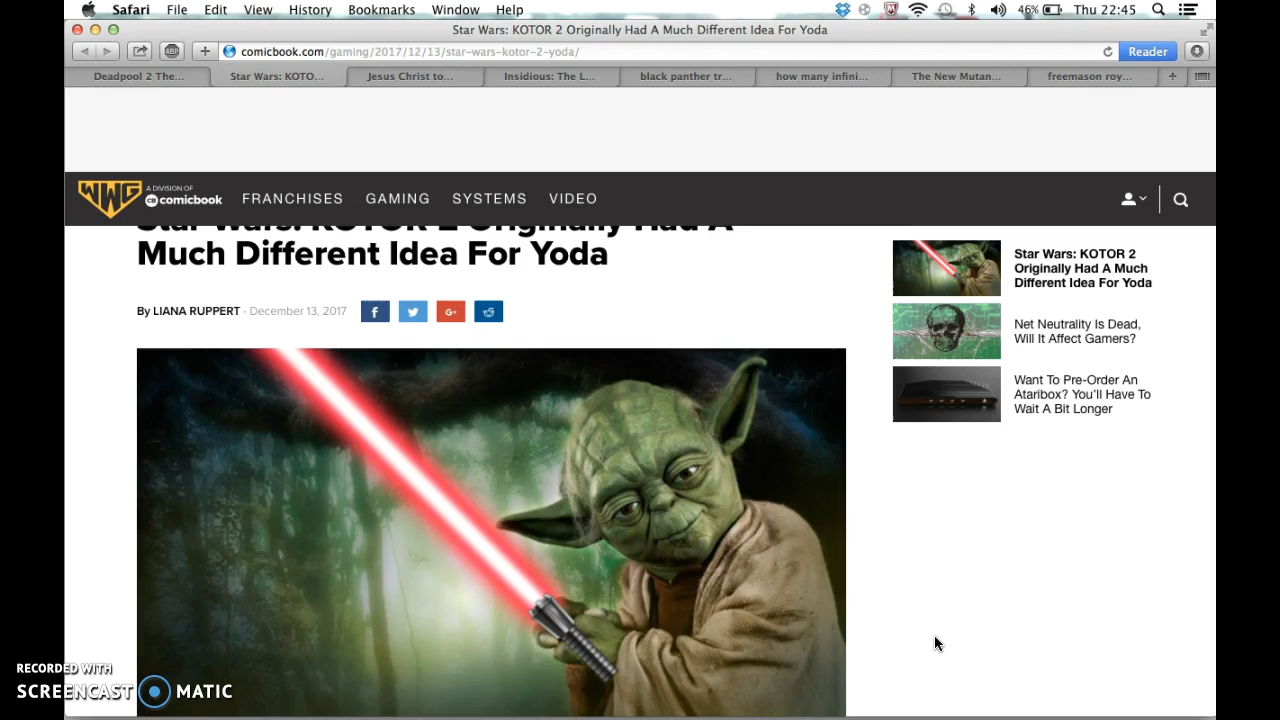 Safari File Edit View History Bookmarks Window Help 46% Thu 22:45
Star Wars: KOTOR 2 Originally Had A Much Different Idea For Yoda
ABP + comicbook.com/gaming/2017/12/13/star-wars-kotor-2-yoda/ Reader
Deadpool 2 The... Star Wars: KOTO... Jesus Christ to... Insidious: The L... black panther tr... how many infini... The New Mutan... freemason roy... +
WWG A DIVISION OF CB comicbook FRANCHISES GAMING SYSTEMS VIDEO
Star Wars: KOTOR 2 Originally Had A
Much Different Idea For Yoda
By LIANA RUPPERT - December 13, 2017
f G+
Star Wars: KOTOR 2
Originally Had A Much
Different Idea For Yoda
Net Neutrality Is Dead,
Will It Affect Gamers?
Want To Pre-Order An
Ataribox? You'll Have To
Wait A Bit Longer
RECORDED WITH
SCREENCAST MATIC